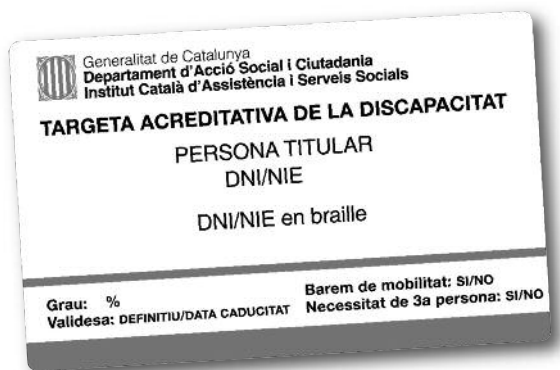 Generalitat de Catalunya
Departament d'Acció Social i Ciutadania
Institut Català d'Assistència i Serveis Socials
TARGETA ACREDITATIVA DE LA DISCAPACITAT
PERSONA TITULAR
DNI/NIE
DNI/NIE en braille
Grau: %
Validesa: DEFINITIU/DATA CADUCITAT
Barem de mobilitat: SI/NO
Necessitat de 3a persona: SI/NO